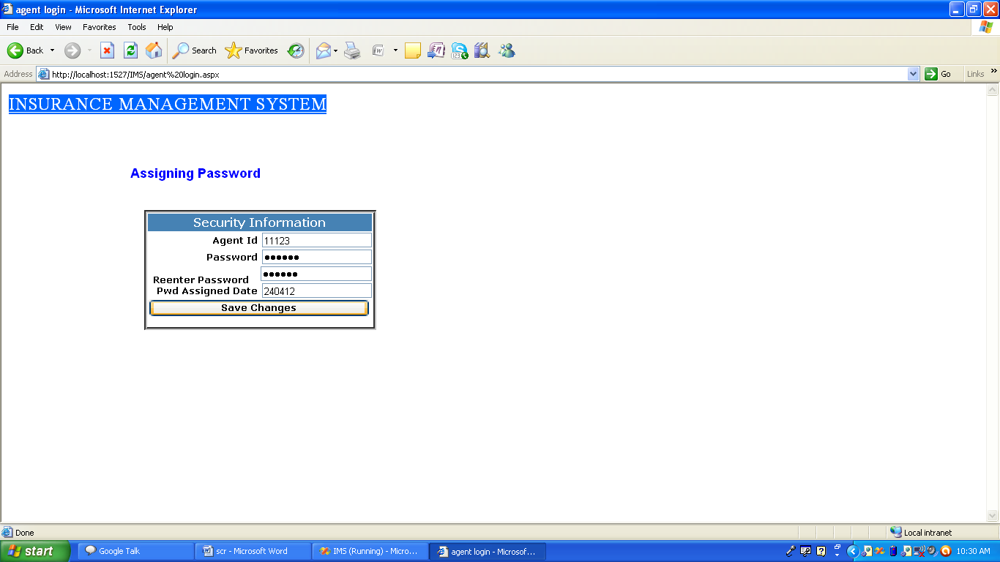 agent login - Microsoft Internet Explorer
File Edit View Favorites Tools Help
Back Search Favorites
Address http://localhost:1527/IMS/agent%20login.aspx Go Links »
INSURANCE MANAGEMENT SYSTEM
Assigning Password
Security Information
Agent Id 11123
Password ••••••
Reenter Password ••••••
Pwd Assigned Date 240412
Save Changes
Done Local intranet
start Google Talk scr - Microsoft Word IMS (Running) - Micro... agent login - Microsof... 10:30 AM